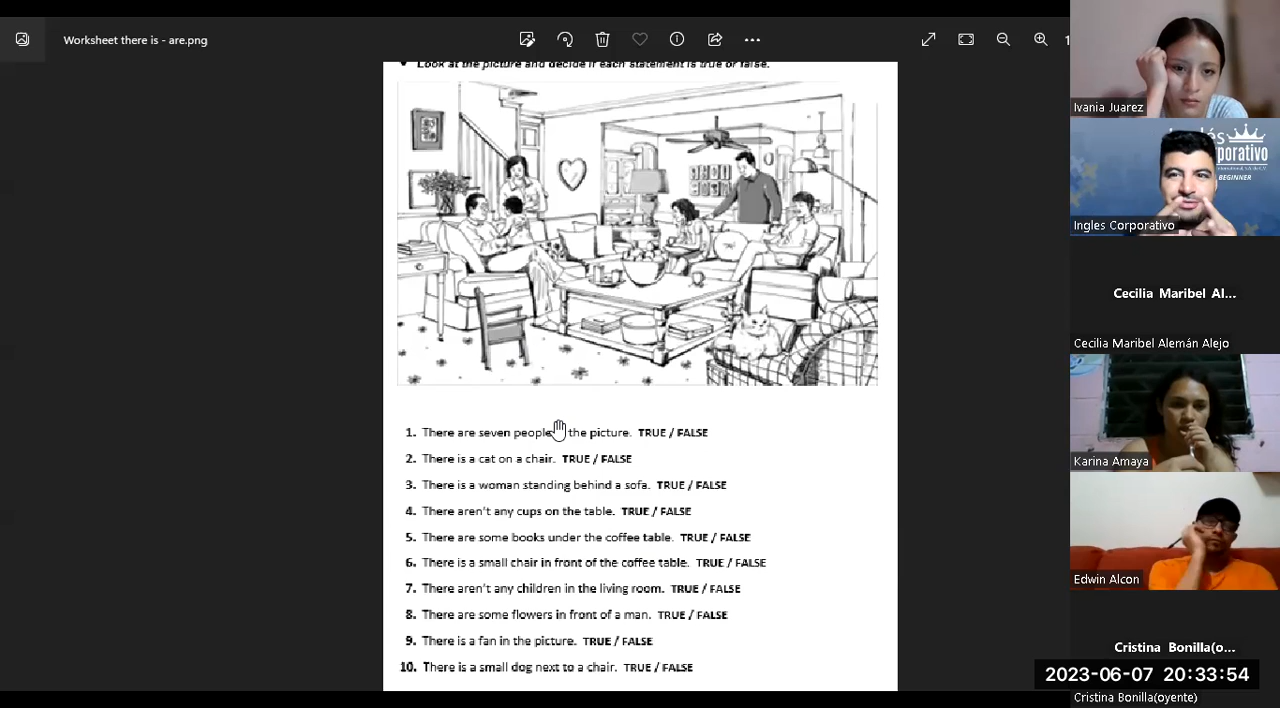 Worksheet there is - are.png
Look at the picture and decide if each statement is true or false.
1. There are seven people the picture. TRUE / FALSE
2. There is a cat on a chair. TRUE / FALSE
3. There is a woman standing behind a sofa. TRUE / FALSE
4. There aren't any cups on the table. TRUE / FALSE
5. There are some books under the coffee table. TRUE / FALSE
6. There is a small chair in front of the coffee table. TRUE / FALSE
7. There aren't any children in the living room. TRUE / FALSE
8. There are some flowers in front of a man. TRUE / FALSE
9. There is a fan in the picture. TRUE / FALSE
10. There is a small dog next to a chair. TRUE / FALSE
Ivania Juarez
BEGINNER
Ingles Corporativo
Cecilia Maribel Al...
Cecilia Maribel Alemán Alejo
Karina Amaya
Edwin Alcon
Cristina Bonilla(o...
2023-06-07 20:33:54
Cristina Bonilla(oyente)